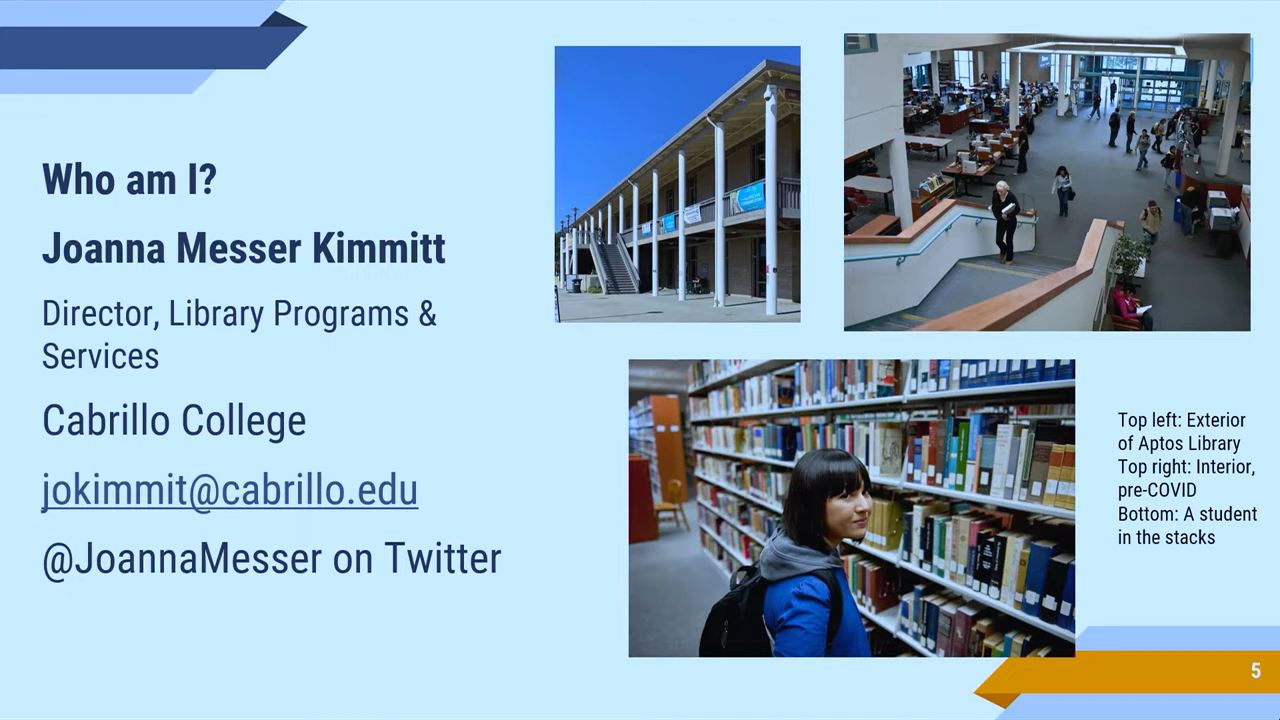 Who am I?
Joanna Messer Kimmitt
Director, Library Programs &
Services
Cabrillo College
jokimmit@cabrillo.edu
@JoannaMesser on Twitter
Top left: Exterior
of Aptos Library
Top right: Interior,
pre-COVID
Bottom: A student
in the stacks
5